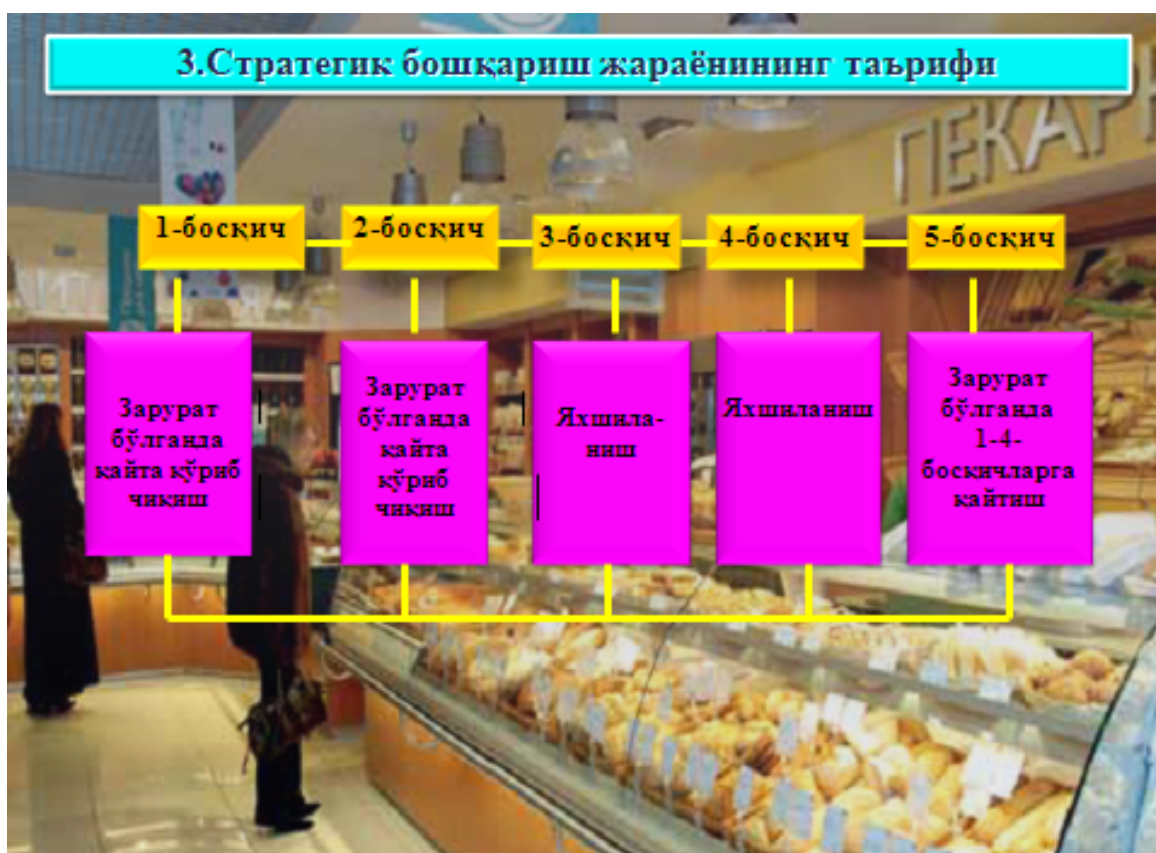 3.Стратегик бошқариш жараёнининг таърифи
ПЕКАР
1-босқич
2-босқич
3-босқич
4-босқич
5-босқич
Зарурат
бўлганда
қайта кўриб
чиқиш
Зарурат
бўлганда
қайта
кўриб
чиқиш
Яхшила-
ниш
Яхшиланиш
Зарурат
бўлганда
1-4-
босқичларга
қайтиш